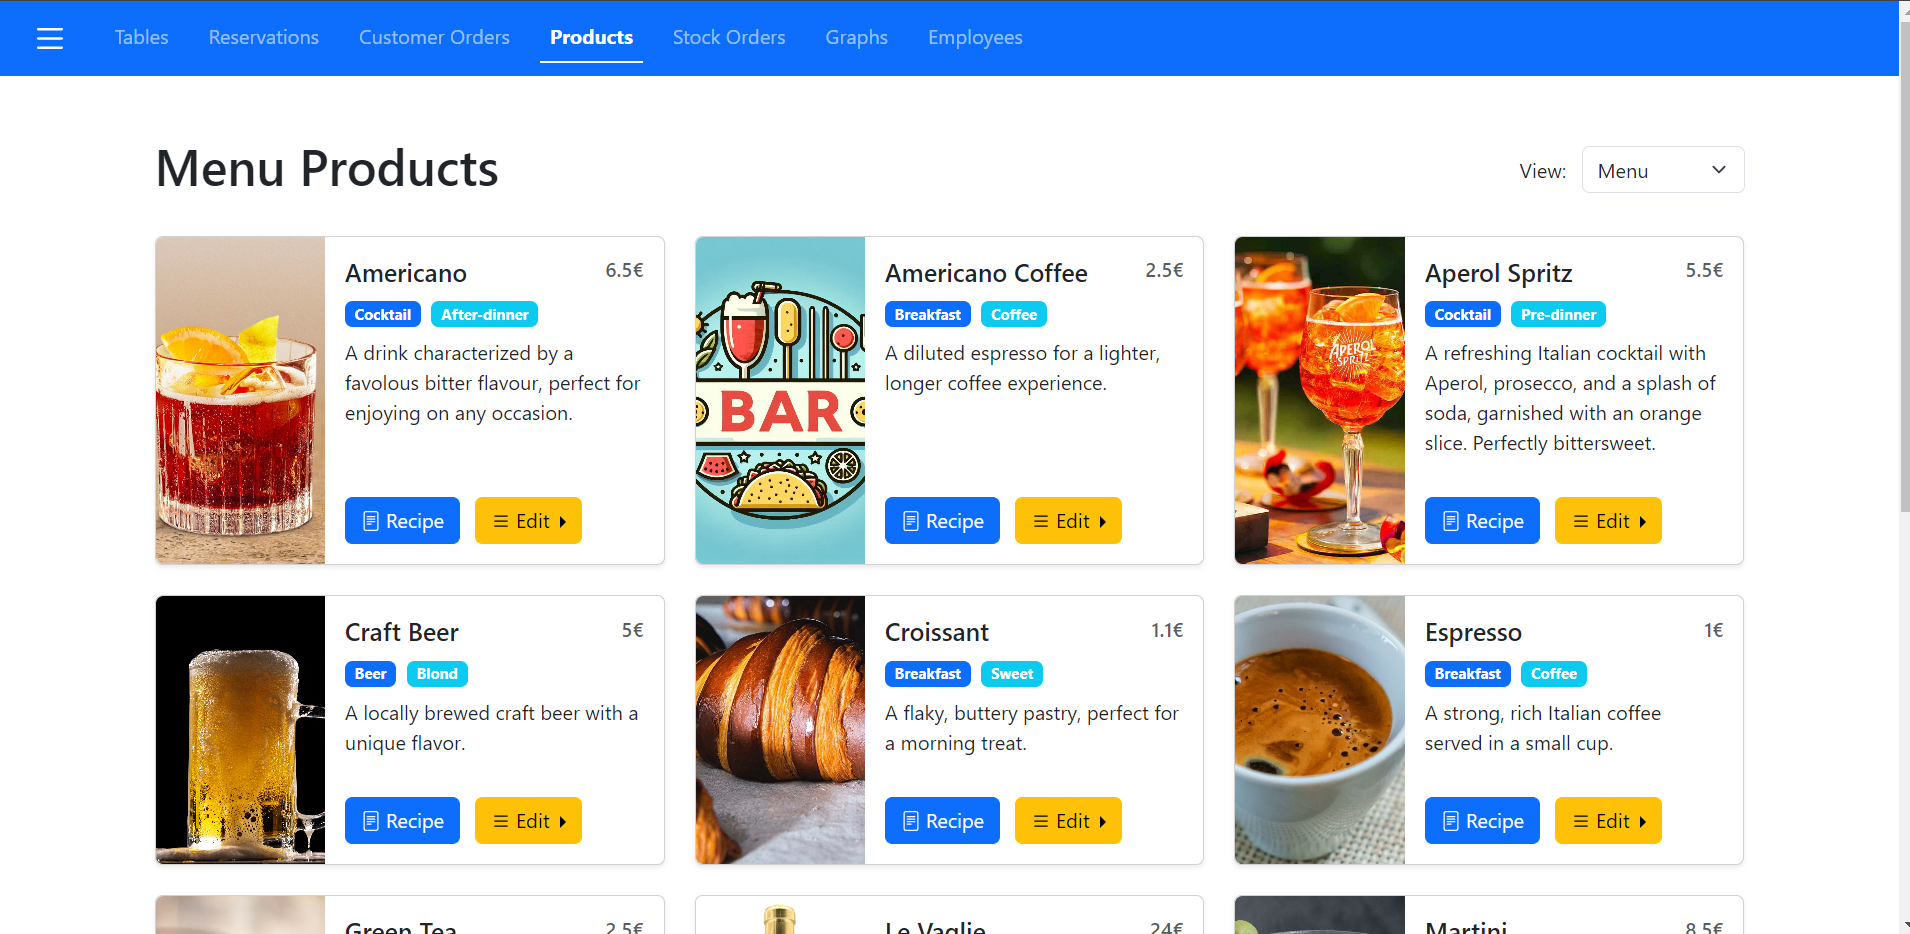 Tables Reservations Customer Orders Products Stock Orders Graphs Employees
Menu Products
View: Menu
Americano 6.5€
Cocktail After-dinner
A drink characterized by a
favolous bitter flavour, perfect for
enjoying on any occasion.
Recipe Edit
BAR
Americano Coffee 2.5€
Breakfast Coffee
A diluted espresso for a lighter,
longer coffee experience.
Recipe Edit
APEROL
SPRITZ
Aperol Spritz 5.5€
Cocktail Pre-dinner
A refreshing Italian cocktail with
Aperol, prosecco, and a splash of
soda, garnished with an orange
slice. Perfectly bittersweet.
Recipe Edit
Craft Beer 5€
Beer Blond
A locally brewed craft beer with a
unique flavor.
Recipe Edit
Croissant 1.1€
Breakfast Sweet
A flaky, buttery pastry, perfect for
a morning treat.
Recipe Edit
Espresso 1€
Breakfast Coffee
A strong, rich Italian coffee
served in a small cup.
Recipe Edit
Green Tea 2.5€
Le Vaglie 24€
Martini 8.5€